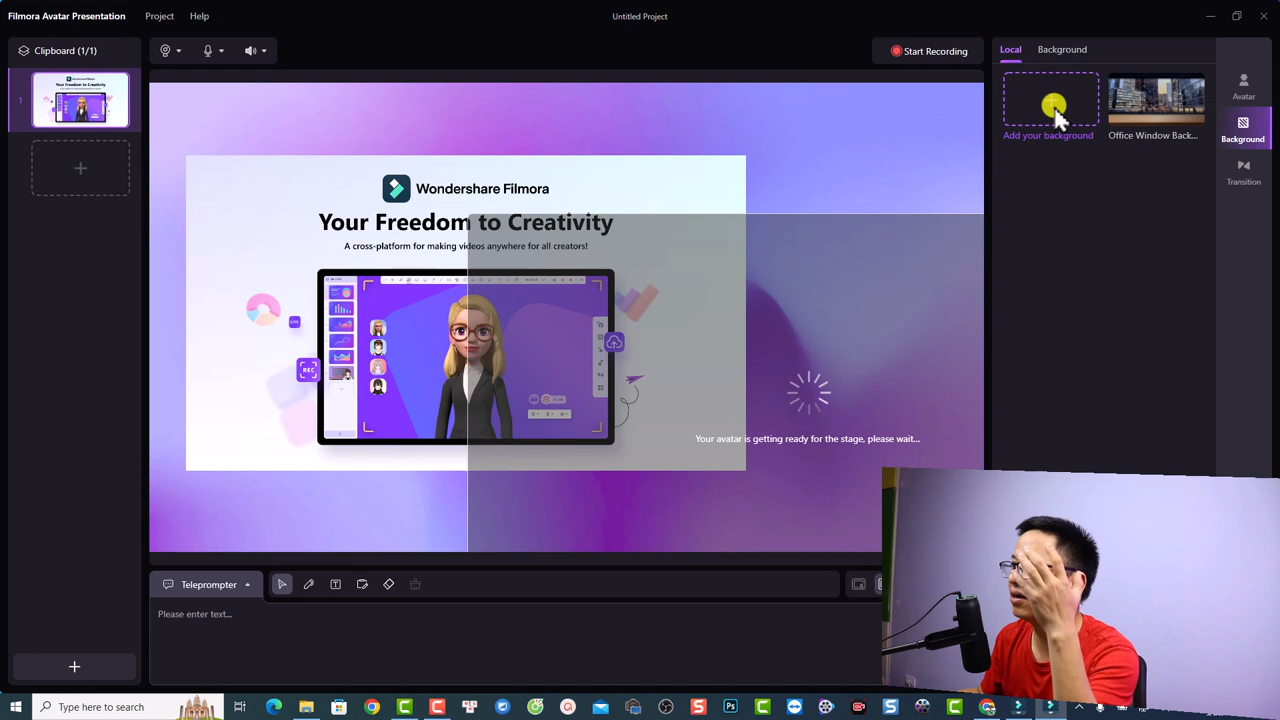 Filmora Avatar Presentation
Project
Help
Untitled Project
Clipboard (1/1)
Start Recording
Local
Background
1
Add your background
Office Window Back...
Avatar
Background
Transition
Wondershare Filmora
Your Freedom to Creativity
A cross-platform for making videos anywhere for all creators!
REC
Your avatar is getting ready for the stage, please wait...
Teleprompter
Please enter text...
Type here to search